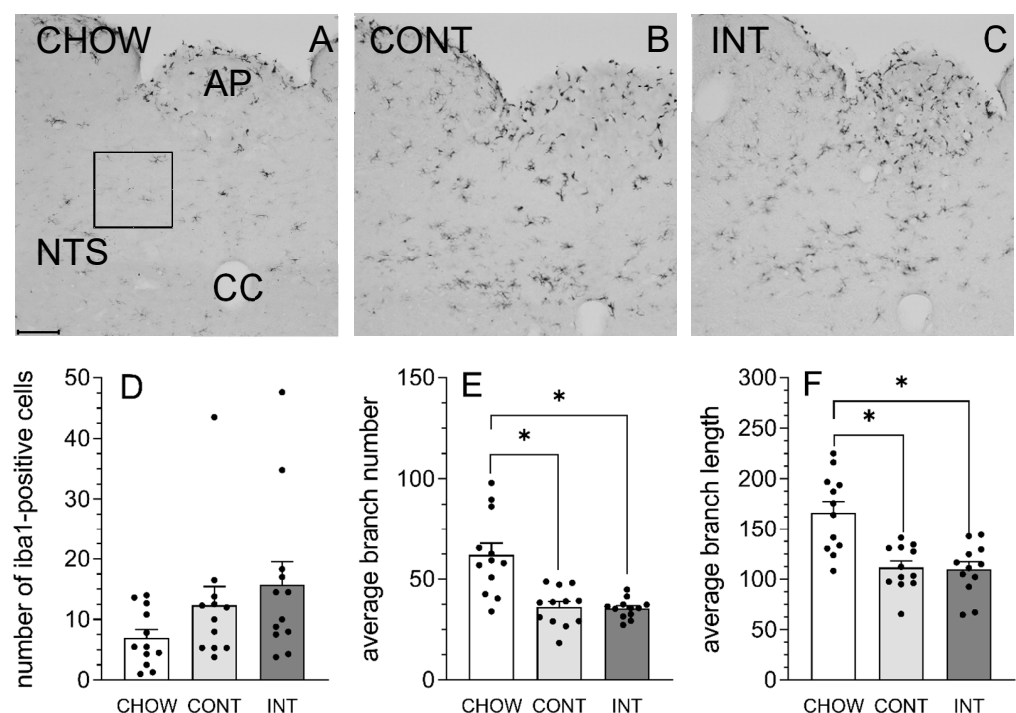 CHOW A
AP
NTS
CC
CONT B
INT C
D
number of iba1-positive cells
50
40
30
20
10
0
CHOW CONT INT
E
average branch number
150
100
50
0
* 
*
CHOW CONT INT
F
average branch length
300
250
200
150
100
50
0
*
*
CHOW CONT INT